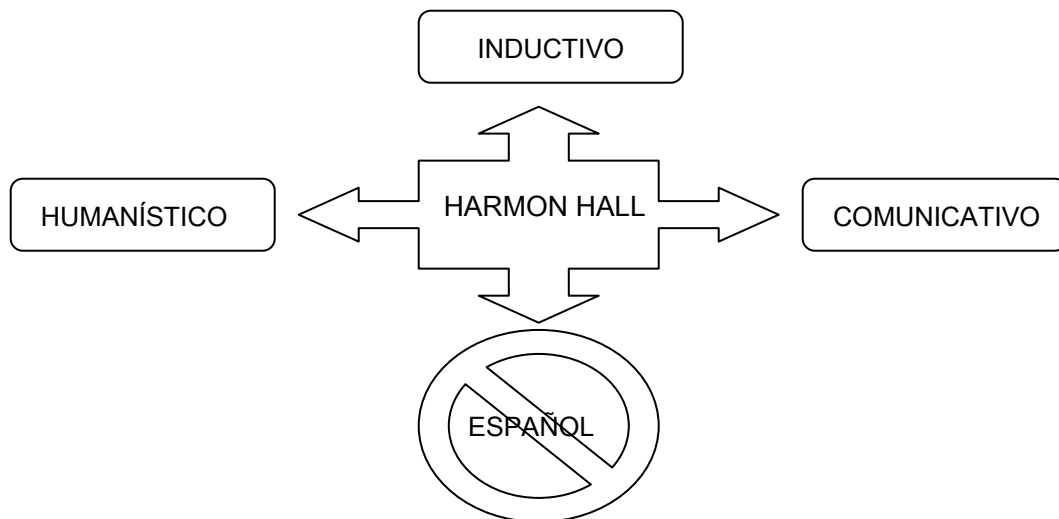 INDUCTIVO
HUMANÍSTICO
HARMON HALL
COMUNICATIVO
ESPAÑOL